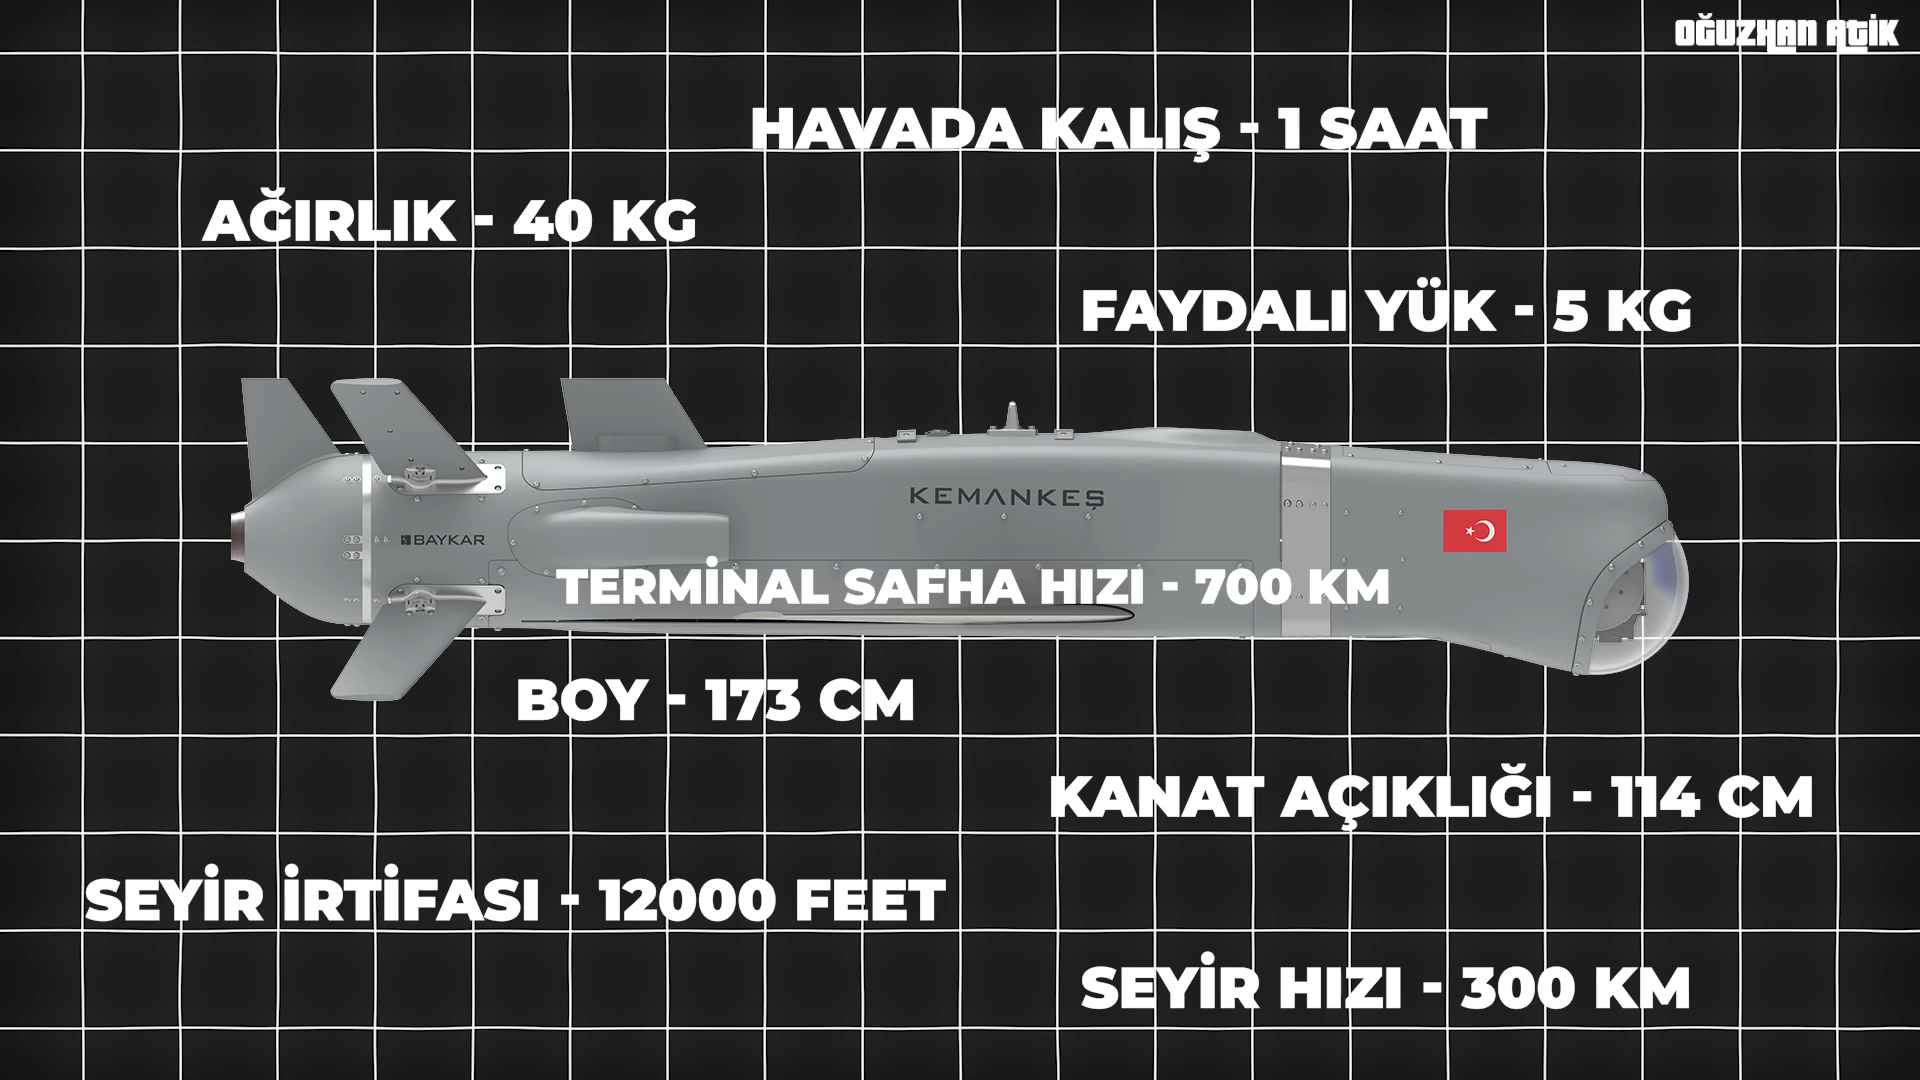 OĞUZHAN ATİK
HAVADA KALIŞ - 1 SAAT
AĞIRLIK - 40 KG
FAYDALI YÜK - 5 KG
KEMANKEŞ
BAYKAR
TERMİNAL SAFHA HIZI - 700 KM
BOY - 173 CM
KANAT AÇIKLIĞI - 114 CM
SEYİR İRTİFASI - 12000 FEET
SEYİR HIZI - 300 KM